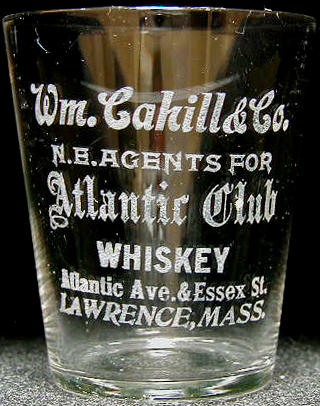 Wm. Cahill & Co.
N.E. AGENTS FOR
Atlantic Club
WHISKEY
Atlantic Ave. & Essex St.
LAWRENCE, MASS.